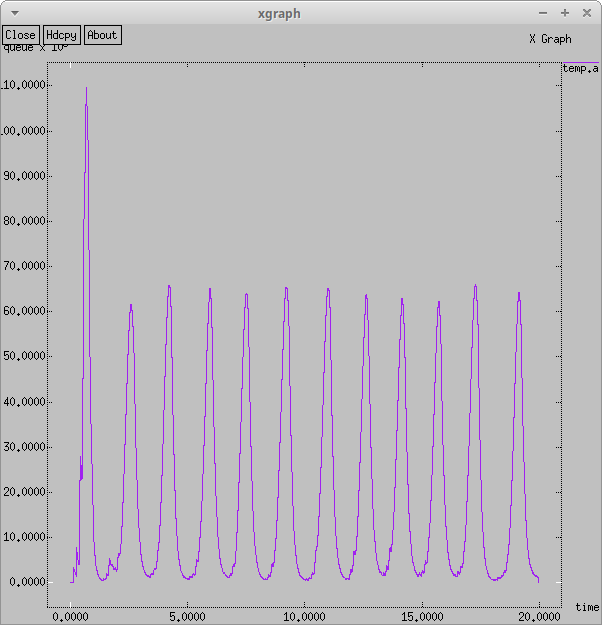 xgraph
Close Hdcpy About
X Graph
queue x 10
temp.a
10.0000
00.0000
90.0000
80.0000
70.0000
60.0000
50.0000
40.0000
30.0000
20.0000
10.0000
0.0000
time
0.0000 5.0000 10.0000 15.0000 20.0000